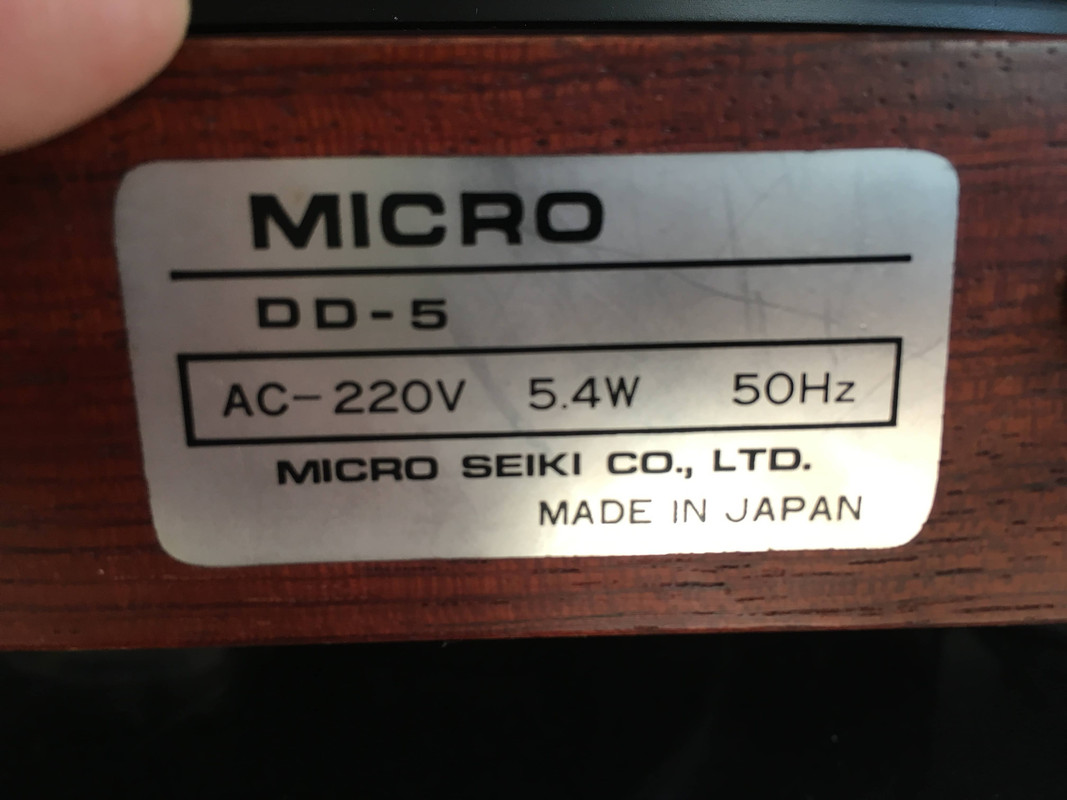 MICRO
DD-5
AC-220V 5.4W 50Hz
MICRO SEIKI CO., LTD.
MADE IN JAPAN